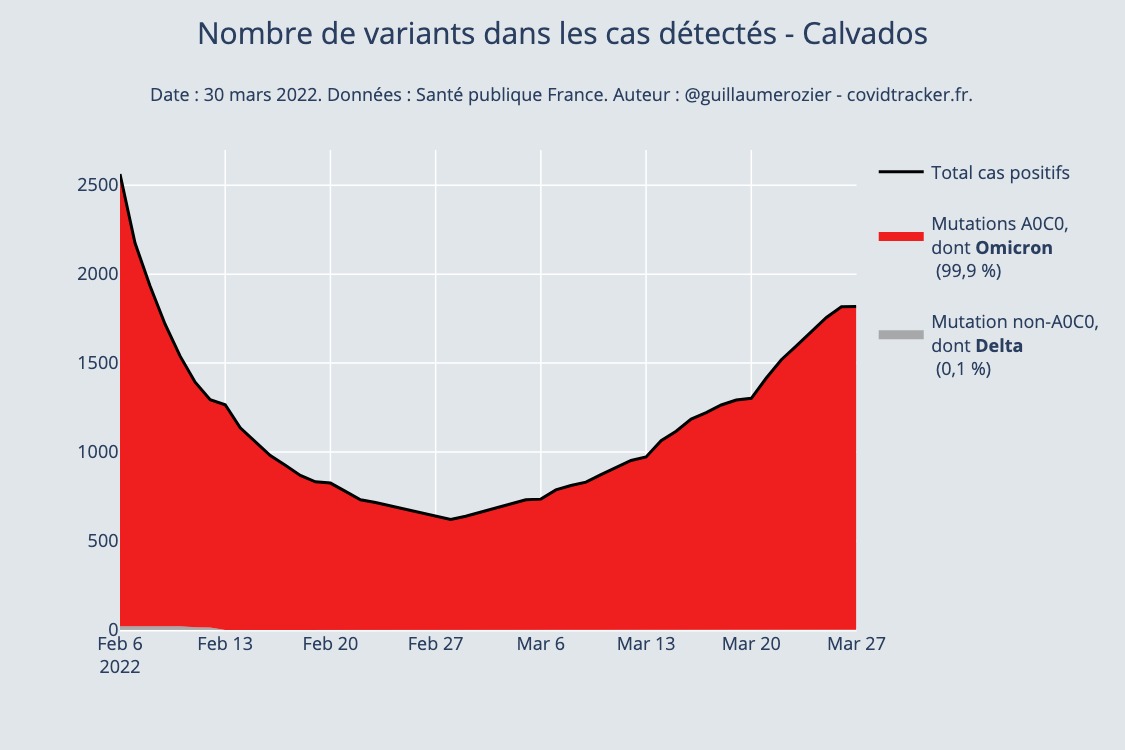 Nombre de variants dans les cas détectés - Calvados
Date : 30 mars 2022. Données : Santé publique France. Auteur : @guillaumerozier - covidtracker.fr.
Total cas positifs
Mutations A0C0,
dont Omicron
(99,9 %)
Mutation non-A0C0,
dont Delta
(0,1 %)
2500
2000
1500
1000
500
0
Feb 6 Feb 13 Feb 20 Feb 27 Mar 6 Mar 13 Mar 20 Mar 27
2022